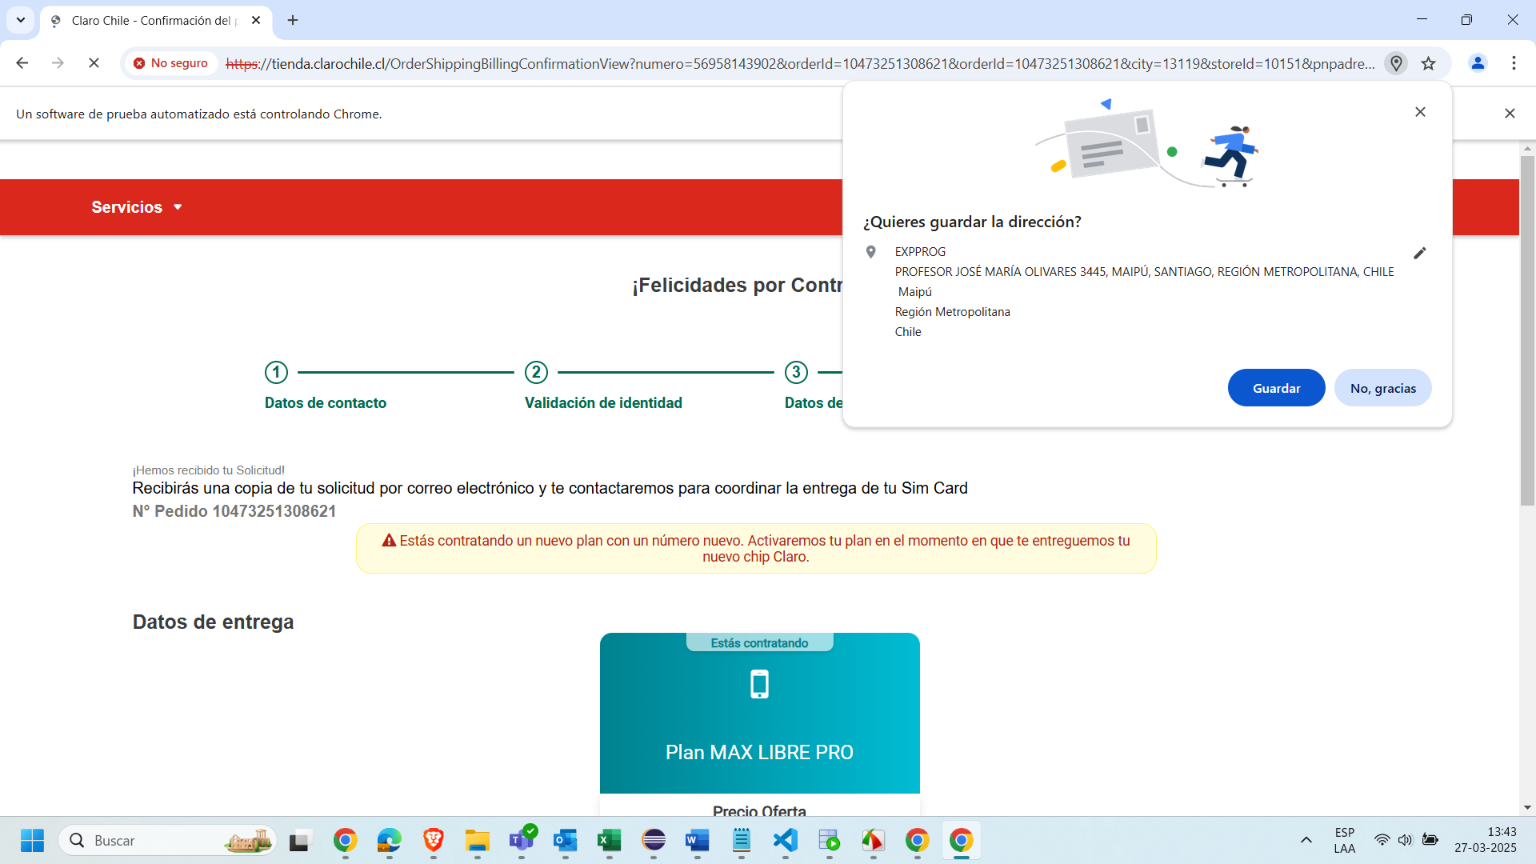 Claro Chile - Confirmación del p
No seguro
https://tienda.clarochile.cl/OrderShippingBillingConfirmationView?numero=56958143902&orderId=10473251308621&orderId=10473251308621&city=13119&storeId=10151&pnpadre...
Un software de prueba automatizado está controlando Chrome.
Servicios
¿Quieres guardar la dirección?
EXPPROG
PROFESOR JOSÉ MARÍA OLIVARES 3445, MAIPÚ, SANTIAGO, REGIÓN METROPOLITANA, CHILE
Maipú
Región Metropolitana
Chile
Guardar
No, gracias
¡Felicidades por Contr
1
2
3
Datos de contacto
Validación de identidad
Datos de
¡Hemos recibido tu Solicitud!
Recibirás una copia de tu solicitud por correo electrónico y te contactaremos para coordinar la entrega de tu Sim Card
N° Pedido 10473251308621
Estás contratando un nuevo plan con un número nuevo. Activaremos tu plan en el momento en que te entreguemos tu
nuevo chip Claro.
Datos de entrega
Estás contratando
Plan MAX LIBRE PRO
Precio Oferta
Buscar
ESP
LAA
13:43
27-03-2025